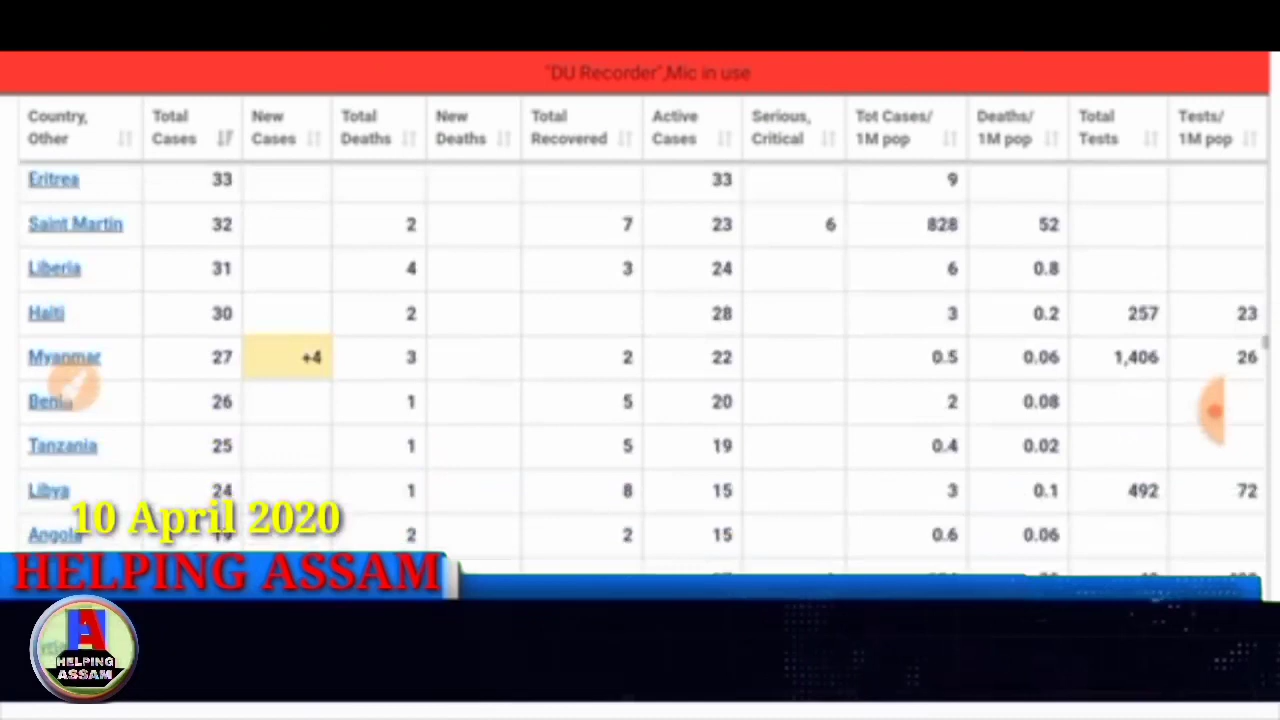 "DU Recorder",Mic in use
Country, Other Total Cases New Cases Total Deaths New Deaths Total Recovered Active Cases Serious, Critical Tot Cases/ 1M pop Deaths/ 1M pop Total Tests Tests/ 1M pop
Eritrea 33 33 9
Saint Martin 32 2 7 23 6 828 52
Liberia 31 4 3 24 6 0.8
Haiti 30 2 28 3 0.2 257 23
Myanmar 27 +4 3 2 22 0.5 0.06 1,406 26
Benin 26 1 5 20 2 0.08
Tanzania 25 1 5 19 0.4 0.02
Libya 24 1 8 15 3 0.1 492 72
Angola 19 2 2 15 0.6 0.06
10 April 2020
HELPING ASSAM
HELPING
ASSAM